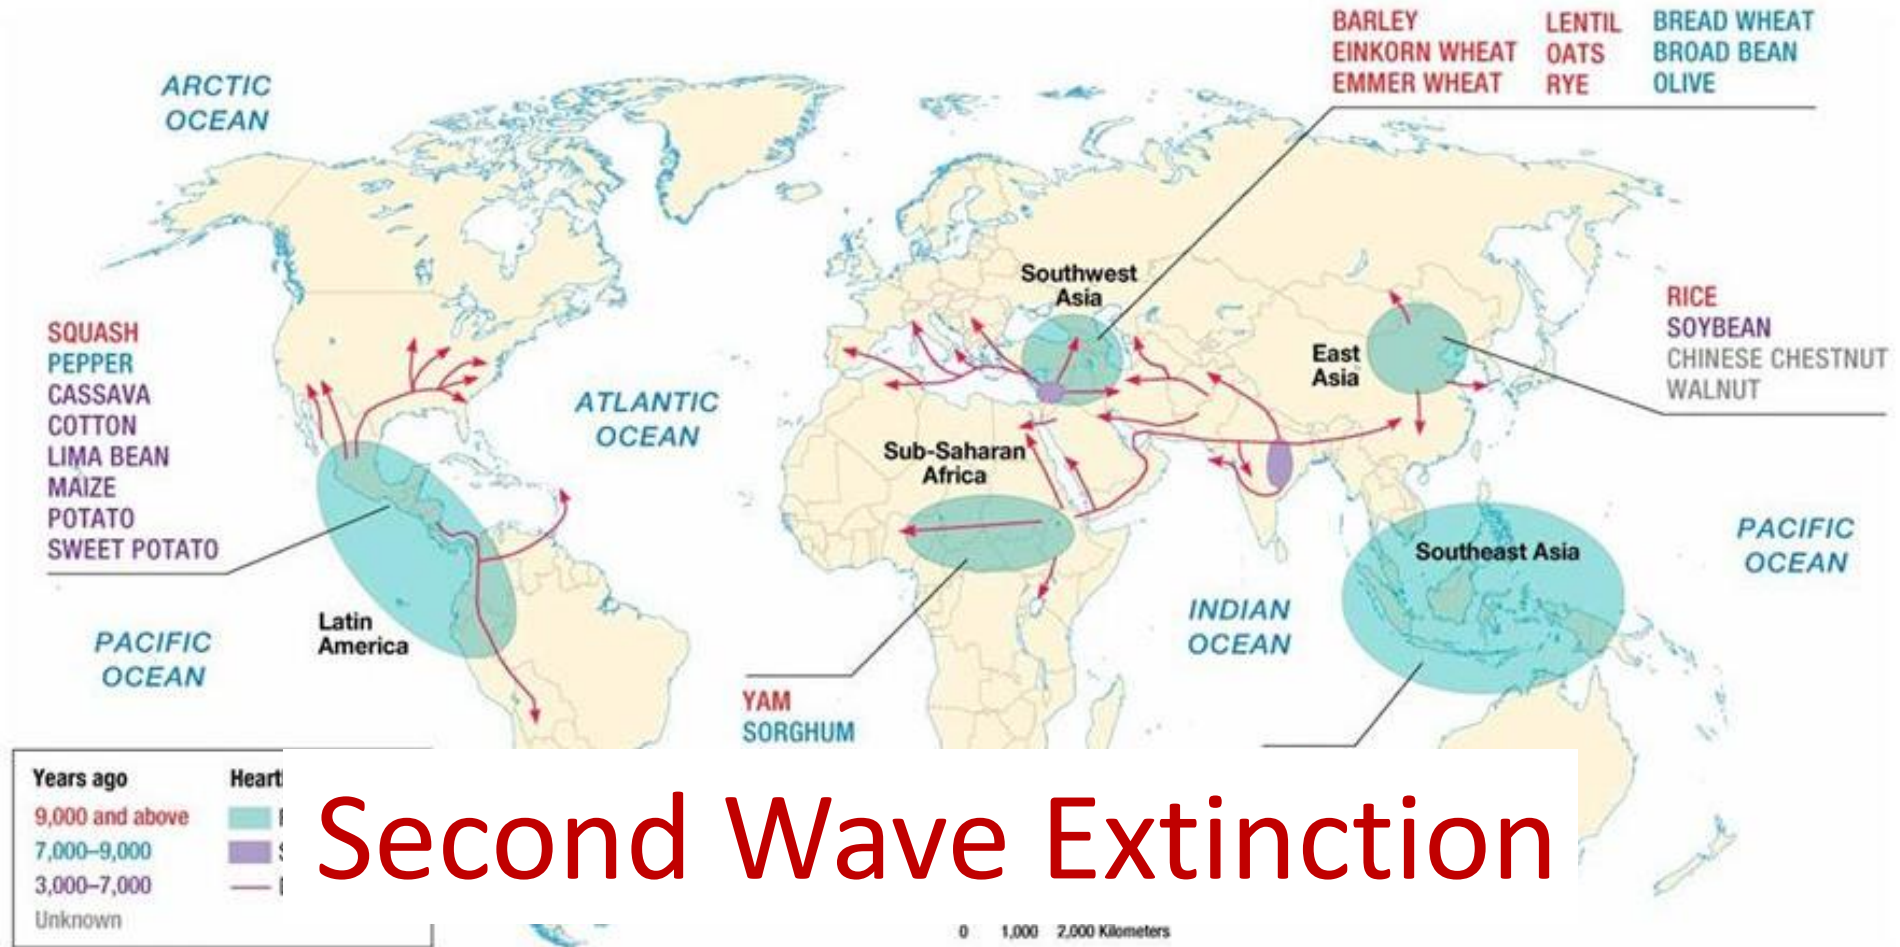 BARLEY
EINKORN WHEAT
EMMER WHEAT
LENTIL
OATS
RYE
BREAD WHEAT
BROAD BEAN
OLIVE
ARCTIC
OCEAN
Southwest
Asia
SQUASH
PEPPER
CASSAVA
COTTON
LIMA BEAN
MAIZE
POTATO
SWEET POTATO
ATLANTIC
OCEAN
East
Asia
RICE
SOYBEAN
CHINESE CHESTNUT
WALNUT
Sub-Saharan
Africa
Southeast Asia
PACIFIC
OCEAN
INDIAN
OCEAN
Latin
America
PACIFIC
OCEAN
YAM
SORGHUM
Years ago
9,000 and above
7,000–9,000
3,000–7,000
Unknown
Second Wave Extinction
0 1,000 2,000 Kilometers